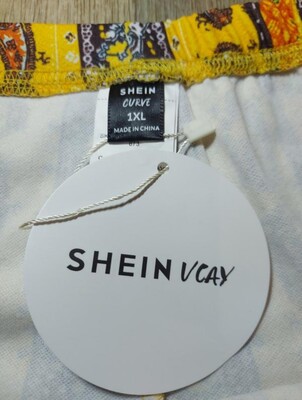 SHEIN
CURVE
1XL
MADE IN CHINA
SHEIN VCAY